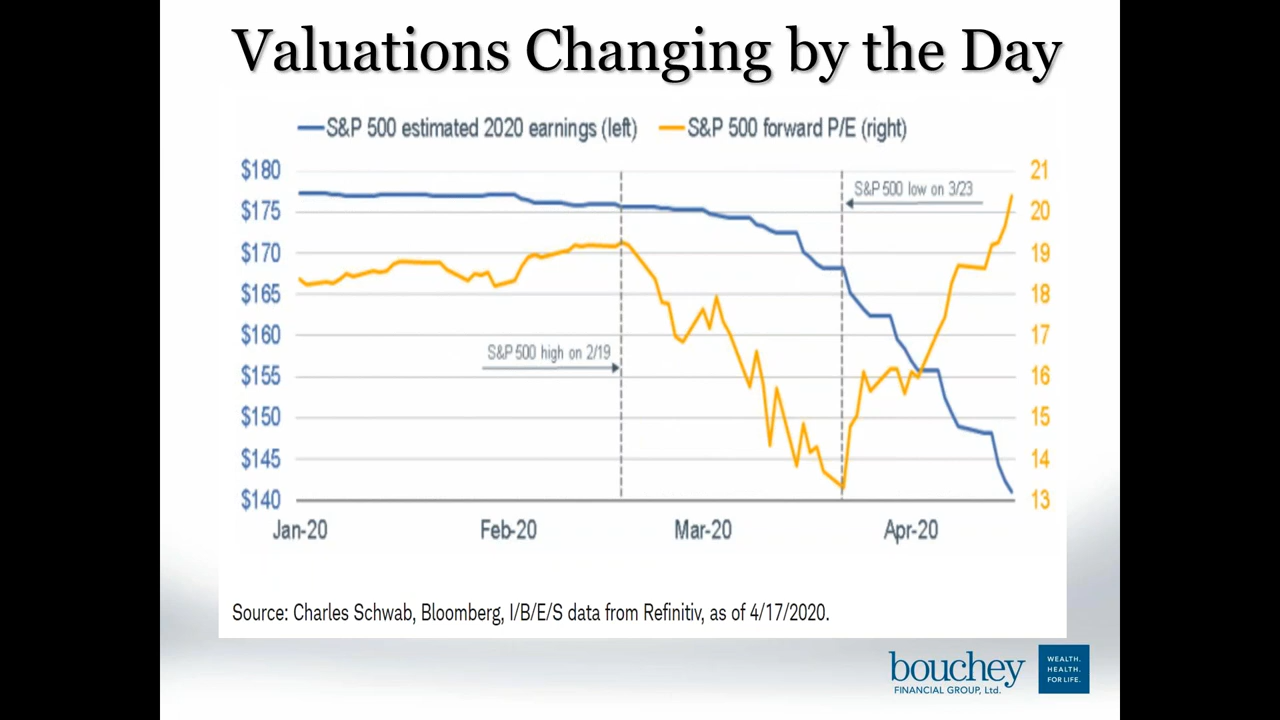 Valuations Changing by the Day
S&P 500 estimated 2020 earnings (left) S&P 500 forward P/E (right)
$180
$175
$170
$165
$160
$155
$150
$145
$140
21
20
19
18
17
16
15
14
13
S&P 500 low on 3/23
S&P 500 high on 2/19
Jan-20 Feb-20 Mar-20 Apr-20
Source: Charles Schwab, Bloomberg, I/B/E/S data from Refinitiv, as of 4/17/2020.
bouchey
FINANCIAL GROUP, Ltd.
WEALTH.
HEALTH.
FOR LIFE.